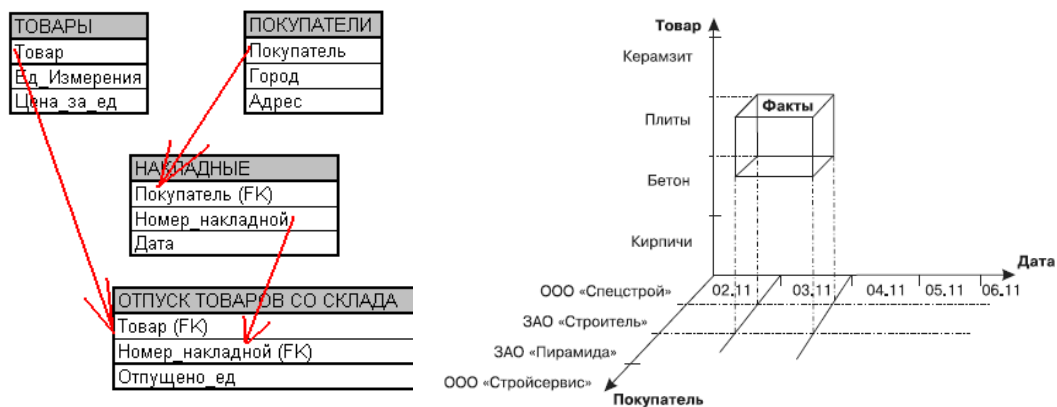 ТОВАРЫ
Товар
Ед_Измерения
Цена_за_ед
ПОКУПАТЕЛИ
Покупатель
Город
Адрес
НАКЛАДНЫЕ
Покупатель (FK)
Номер_накладной
Дата
ОТПУСК ТОВАРОВ СО СКЛАДА
Товар (FK)
Номер_накладной (FK)
Отпущено_ед
Товар
Керамзит
Плиты
Бетон
Кирпичи
Факты
Дата
02.11 03.11 04.11 05.11 06.11
ООО «Спецстрой»
ЗАО «Строитель»
ЗАО «Пирамида»
ООО «Стройсервис»
Покупатель